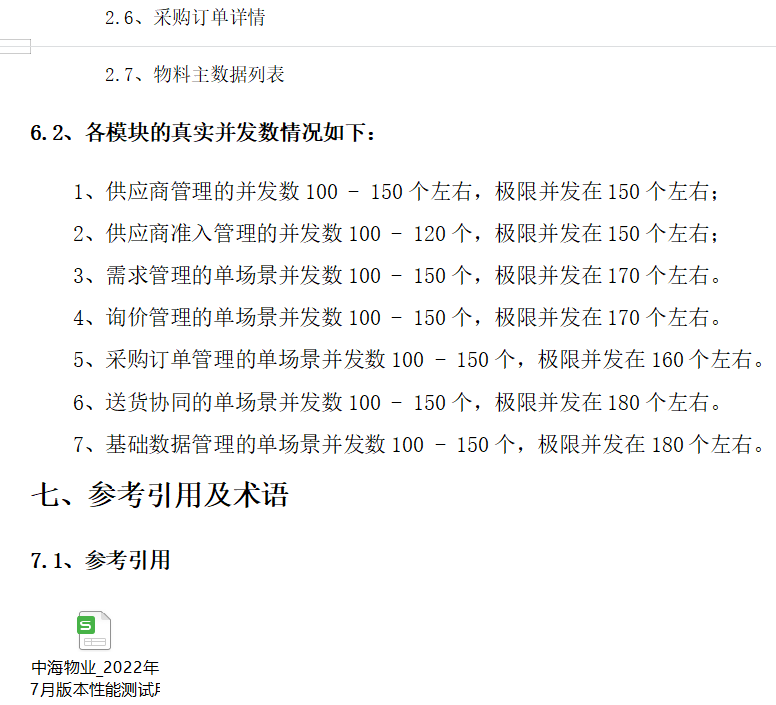 2.6、采购订单详情
2.7、物料主数据列表
6.2、各模块的真实并发数情况如下：
1、供应商管理的并发数 100 - 150 个左右，极限并发在 150 个左右；
2、供应商准入管理的并发数 100 - 120 个，极限并发在 150 个左右；
3、需求管理的单场景并发数 100 - 150 个，极限并发在 170 个左右。
4、询价管理的单场景并发数 100 - 150 个，极限并发在 170 个左右。
5、采购订单管理的单场景并发数 100 - 150 个，极限并发在 160 个左右。
6、送货协同的单场景并发数 100 - 150 个，极限并发在 180 个左右。
7、基础数据管理的单场景并发数 100 - 150 个，极限并发在 180 个左右。
七、参考引用及术语
7.1、参考引用
S
中海物业_2022年
7月版本性能测试